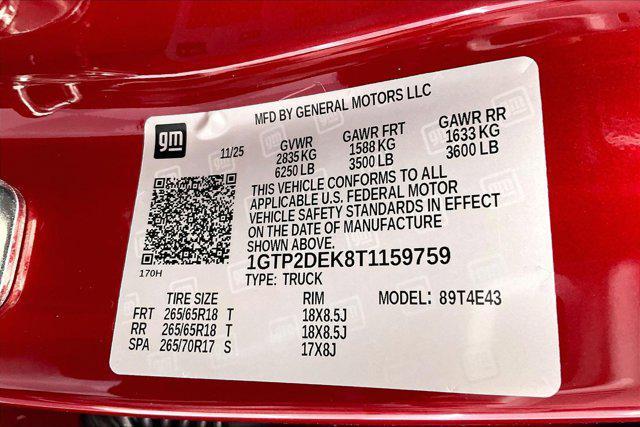 MFD BY GENERAL MOTORS LLC
gm
11/25
GVWR GAWR FRT GAWR RR
2835 KG 1588 KG 1633 KG
6250 LB 3500 LB 3600 LB
THIS VEHICLE CONFORMS TO ALL
APPLICABLE U.S. FEDERAL MOTOR
VEHICLE SAFETY STANDARDS IN EFFECT
ON THE DATE OF MANUFACTURE
SHOWN ABOVE.
170H
1GTP2DEK8T1159759
TYPE: TRUCK
TIRE SIZE RIM MODEL: 89T4E43
FRT 265/65R18 T 18X8.5J
RR 265/65R18 T 18X8.5J
SPA 265/70R17 S 17X8J